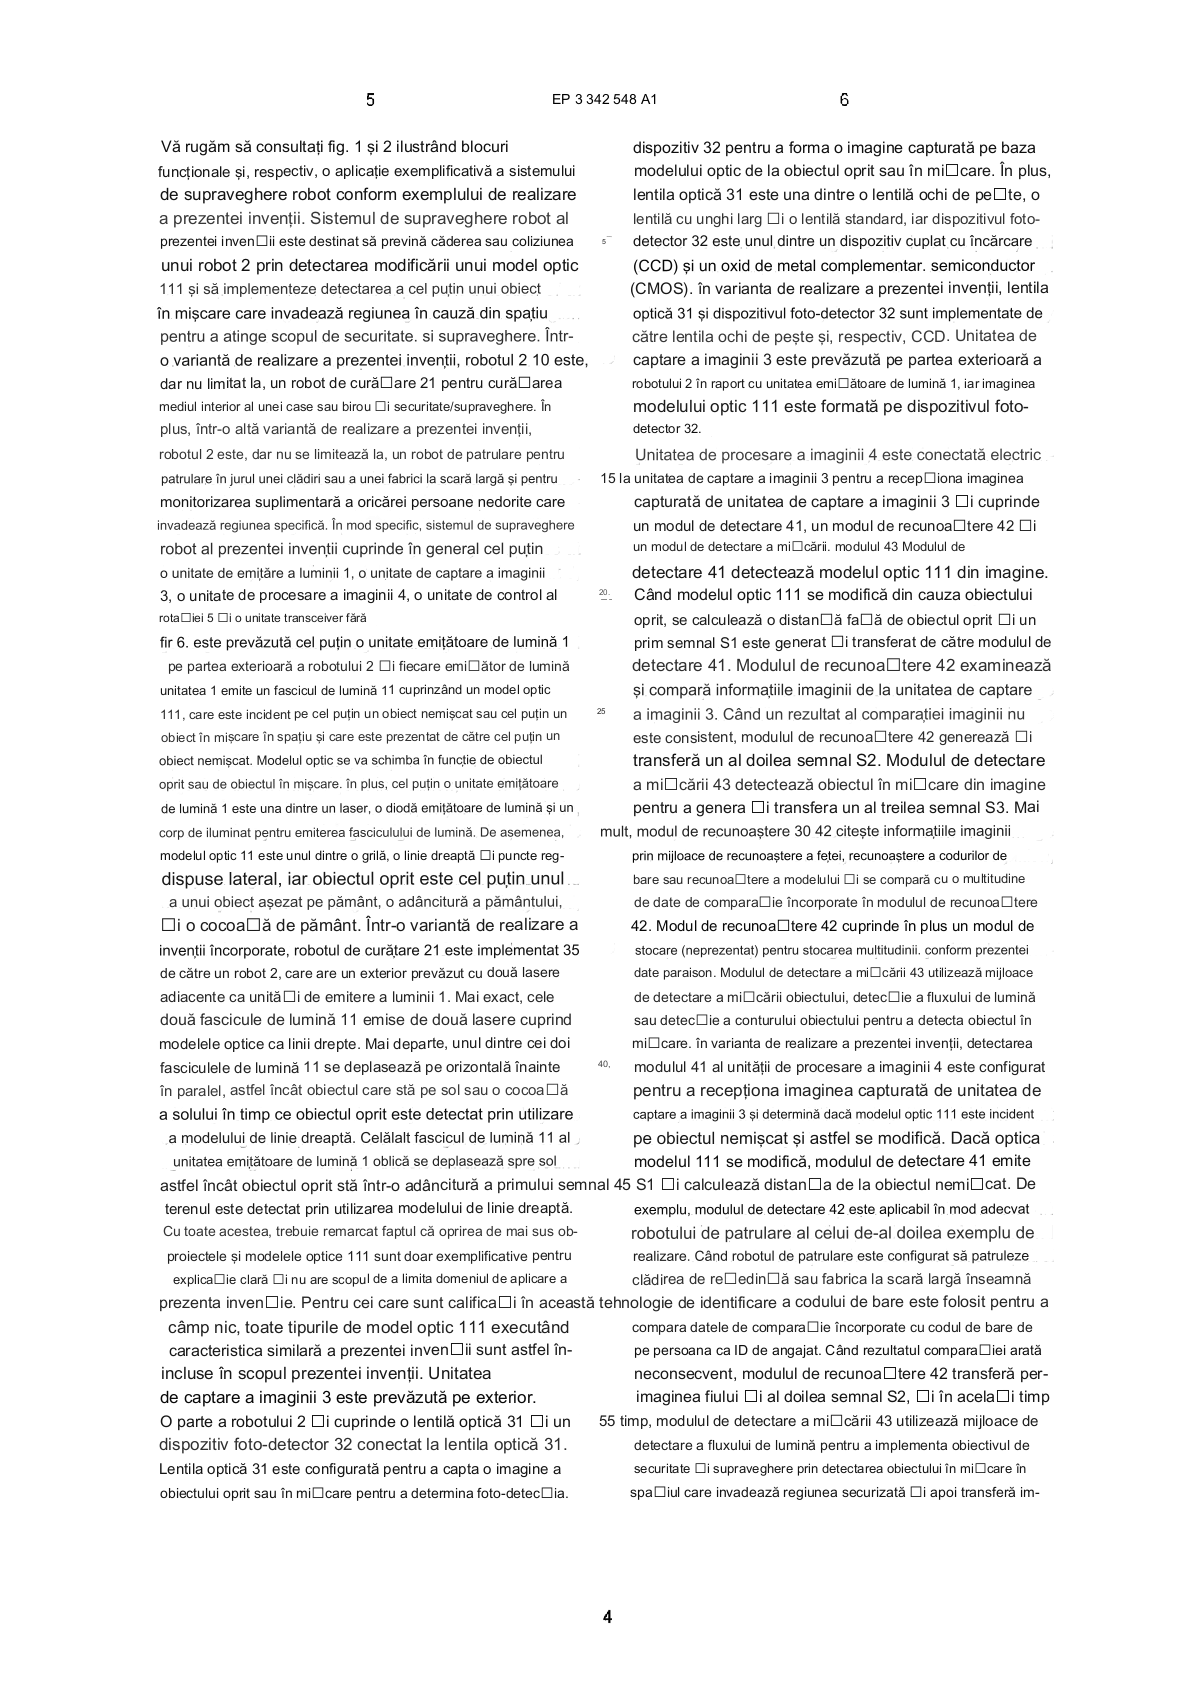 5
EP 3 342 548 A1
6
Vă rugăm să consultați fig. 1 și 2 ilustrând blocuri
funcționale și, respectiv, o aplicație exemplificativă a sistemului
de supraveghere robot conform exemplului de realizare
a prezentei invenții. Sistemul de supraveghere robot al
prezentei inven□ii este destinat să prevină căderea sau coliziunea
unui robot 2 prin detectarea modificării unui model optic
111 și să implementeze detectarea a cel puțin unui obiect
în mișcare care invadează regiunea în cauză din spațiu
pentru a atinge scopul de securitate. si supraveghere. Într-
o variantă de realizare a prezentei invenții, robotul 2 10 este,
dar nu limitat la, un robot de cură□are 21 pentru cură□area
mediul interior al unei case sau birou □i securitate/supraveghere. În
plus, într-o altă variantă de realizare a prezentei invenții,
robotul 2 este, dar nu se limitează la, un robot de patrulare pentru
patrulare în jurul unei clădiri sau a unei fabrici la scară largă și pentru
monitorizarea suplimentară a oricărei persoane nedorite care
invadează regiunea specifică. În mod specific, sistemul de supraveghere
robot al prezentei invenții cuprinde în general cel puțin
o unitate de emițăre a luminii 1, o unitate de captare a imaginii
3, o unitate de procesare a imaginii 4, o unitate de control al
rota□iei 5 □i o unitate transceiver fără
fir 6. este prevăzută cel puțin o unitate emițătoare de lumină 1
pe partea exterioară a robotului 2 □i fiecare emi□ător de lumină
unitatea 1 emite un fascicul de lumină 11 cuprinzând un model optic
111, care este incident pe cel puțin un obiect nemișcat sau cel puțin un
obiect în mișcare în spațiu și care este prezentat de către cel puțin un
obiect nemișcat. Modelul optic se va schimba în funcție de obiectul
oprit sau de obiectul în mișcare. în plus, cel puțin o unitate emițătoare
de lumină 1 este una dintre un laser, o diodă emițătoare de lumină și un
corp de iluminat pentru emiterea fasciculului de lumină. De asemenea,
modelul optic 11 este unul dintre o grilă, o linie dreaptă □i puncte reg-
dispuse lateral, iar obiectul oprit este cel puțin unul
a unui obiect așezat pe pământ, o adâncitură a pământului,
□i o cocoa□ă de pământ. Într-o variantă de realizare a
invenții încorporate, robotul de curățare 21 este implementat 35
de către un robot 2, care are un exterior prevăzut cu două lasere
adiacente ca unită□i de emitere a luminii 1. Mai exact, cele
două fascicule de lumină 11 emise de două lasere cuprind
modelele optice ca linii drepte. Mai departe, unul dintre cei doi
fasciculele de lumină 11 se deplasează pe orizontală înainte
în paralel, astfel încât obiectul care stă pe sol sau o cocoa□ă
a solului în timp ce obiectul oprit este detectat prin utilizare
a modelului de linie dreaptă. Celălalt fascicul de lumină 11 al
unitatea emițătoare de lumină 1 oblică se deplasează spre sol
astfel încât obiectul oprit stă într-o adâncitură a primului semnal 45 S1 □i calculează distan□a de la obiectul nemi□cat. De
terenul este detectat prin utilizarea modelului de linie dreaptă.
Cu toate acestea, trebuie remarcat faptul că oprirea de mai sus ob-
proiectele și modelele optice 111 sunt doar exemplificative pentru
explica□ie clară □i nu are scopul de a limita domeniul de aplicare a
prezenta inven□ie. Pentru cei care sunt califica□i în această tehnologie de identificare a codului de bare este folosit pentru a
câmp nic, toate tipurile de model optic 111 executând
caracteristica similară a prezentei inven□ii sunt astfel în-
incluse în scopul prezentei invenții. Unitatea
de captare a imaginii 3 este prevăzută pe exterior.
O parte a robotului 2 □i cuprinde o lentilă optică 31 □i un
dispozitiv foto-detector 32 conectat la lentila optică 31.
Lentila optică 31 este configurată pentru a capta o imagine a
obiectului oprit sau în mi□care pentru a determina foto-detec□ia.
dispozitiv 32 pentru a forma o imagine capturată pe baza
modelului optic de la obiectul oprit sau în mi□care. În plus,
lentila optică 31 este una dintre o lentilă ochi de pe□te, o
lentilă cu unghi larg □i o lentilă standard, iar dispozitivul foto-
5 detector 32 este unul dintre un dispozitiv cuplat cu încărcare
(CCD) și un oxid de metal complementar. semiconductor
(CMOS). în varianta de realizare a prezentei invenții, lentila
optică 31 și dispozitivul foto-detector 32 sunt implementate de
către lentila ochi de pește și, respectiv, CCD. Unitatea de
captare a imaginii 3 este prevăzută pe partea exterioară a
robotului 2 în raport cu unitatea emi□ătoare de lumină 1, iar imaginea
modelului optic 111 este formată pe dispozitivul foto-
detector 32.
Unitatea de procesare a imaginii 4 este conectată electric
15 la unitatea de captare a imaginii 3 pentru a recep□iona imaginea
capturată de unitatea de captare a imaginii 3 □i cuprinde
un modul de detectare 41, un modul de recunoa□tere 42 □i
un modul de detectare a mi□cării. modulul 43 Modulul de
detectare 41 detectează modelul optic 111 din imagine.
20. Când modelul optic 111 se modifică din cauza obiectului
oprit, se calculează o distan□ă fa□ă de obiectul oprit □i un
prim semnal S1 este generat □i transferat de către modulul de
detectare 41. Modulul de recunoa□tere 42 examinează
și compară informațiile imaginii de la unitatea de captare
25 a imaginii 3. Când un rezultat al comparației imaginii nu
este consistent, modulul de recunoa□tere 42 generează □i
transferă un al doilea semnal S2. Modulul de detectare
a mi□cării 43 detectează obiectul în mi□care din imagine
pentru a genera □i transfera un al treilea semnal S3. Mai
mult, modul de recunoaștere 30 42 citește informațiile imaginii
prin mijloace de recunoaștere a feței, recunoaștere a codurilor de
bare sau recunoa□tere a modelului □i se compară cu o multitudine
de date de compara□ie încorporate în modulul de recunoa□tere
42. Modul de recunoa□tere 42 cuprinde în plus un modul de
stocare (neprezentat) pentru stocarea multitudinii. conform prezentei
date paraison. Modulul de detectare a mi□cării 43 utilizează mijloace
de detectare a mi□cării obiectului, detec□ie a fluxului de lumină
sau detec□ie a conturului obiectului pentru a detecta obiectul în
mi□care. în varianta de realizare a prezentei invenții, detectarea
40, modulul 41 al unității de procesare a imaginii 4 este configurat
pentru a recepționa imaginea capturată de unitatea de
captare a imaginii 3 și determină dacă modelul optic 111 este incident
pe obiectul nemișcat și astfel se modifică. Dacă optica
modelul 111 se modifică, modulul de detectare 41 emite
exemplu, modulul de detectare 42 este aplicabil în mod adecvat
robotului de patrulare al celui de-al doilea exemplu de
realizare. Când robotul de patrulare este configurat să patruleze
clădirea de re□edin□ă sau fabrica la scară largă înseamnă
compara datele de compara□ie încorporate cu codul de bare de
pe persoana ca ID de angajat. Când rezultatul compara□iei arată
neconsecvent, modulul de recunoa□tere 42 transferă per-
imaginea fiului □i al doilea semnal S2, □i în acela□i timp
55 timp, modulul de detectare a mi□cării 43 utilizează mijloace de
detectare a fluxului de lumină pentru a implementa obiectivul de
securitate □i supraveghere prin detectarea obiectului în mi□care în
spa□iul care invadează regiunea securizată □i apoi transferă im-
4